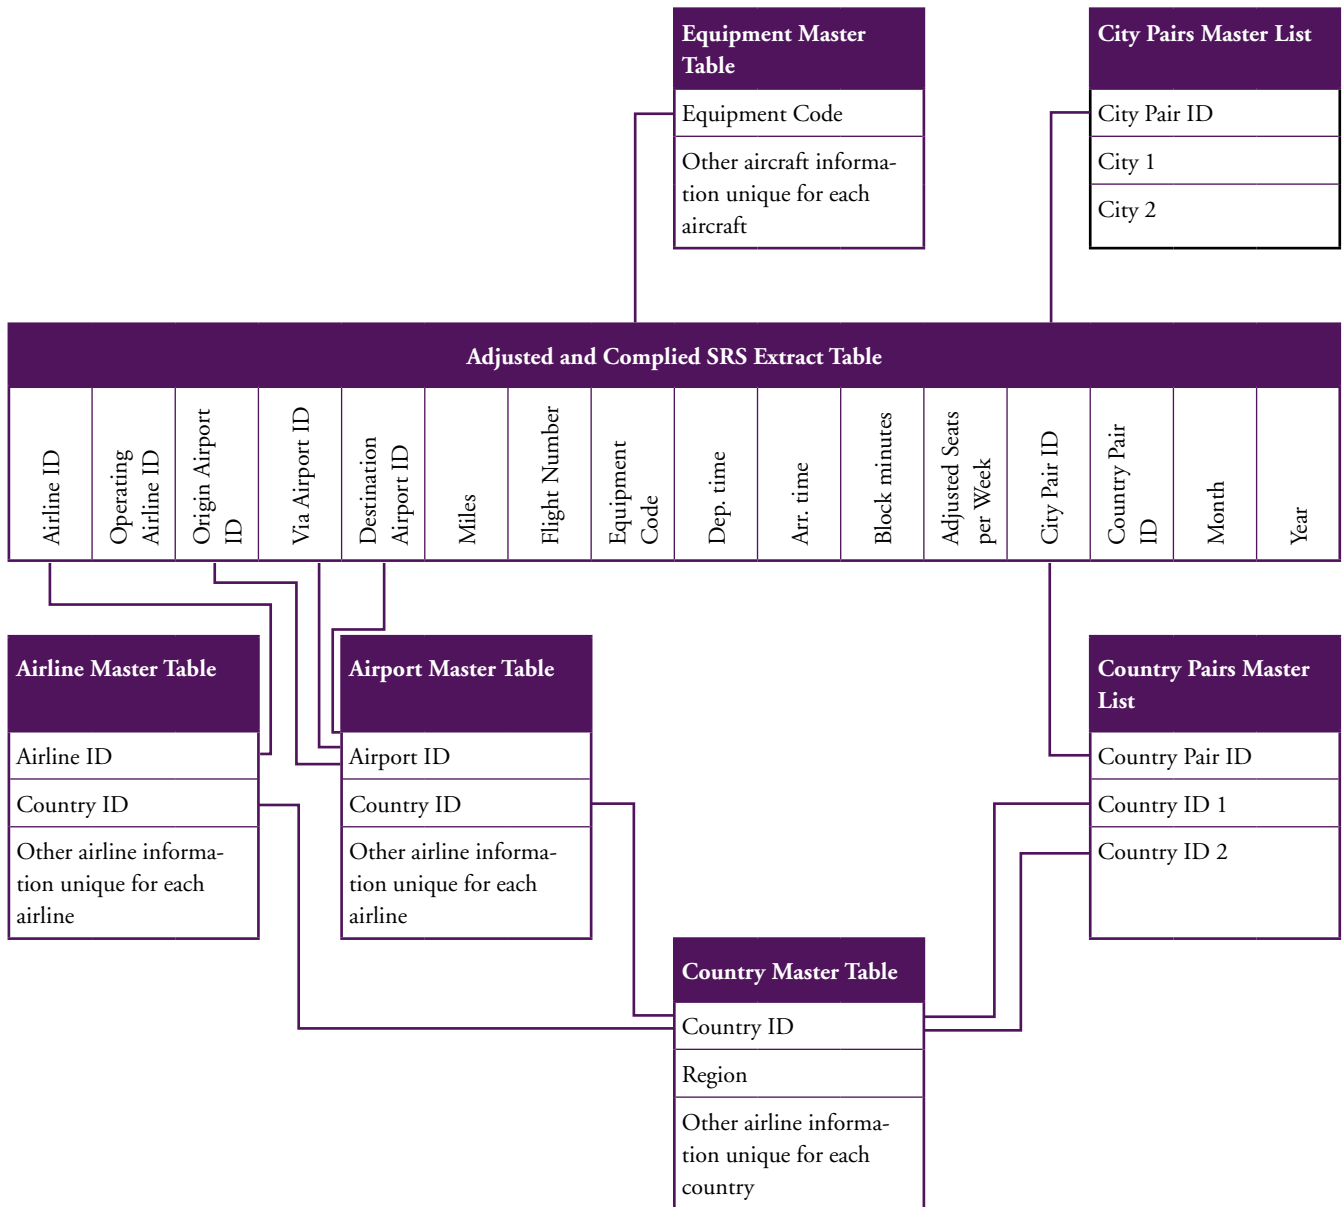 Equipment Master
Table
Equipment Code
Other aircraft informa-
tion unique for each
aircraft
City Pairs Master List
City Pair ID
City 1
City 2
Adjusted and Complied SRS Extract Table
Airline ID
Operating
Airline ID
Origin Airport
ID
Via Airport ID
Destination
Airport ID
Miles
Flight Number
Equipment
Code
Dep. time
Arr. time
Block minutes
Adjusted Seats
per Week
City Pair ID
Country Pair
ID
Month
Year
Airline Master Table
Airline ID
Country ID
Other airline informa-
tion unique for each
airline
Airport Master Table
Airport ID
Country ID
Other airline informa-
tion unique for each
airline
Country Pairs Master
List
Country Pair ID
Country ID 1
Country ID 2
Country Master Table
Country ID
Region
Other airline informa-
tion unique for each
country